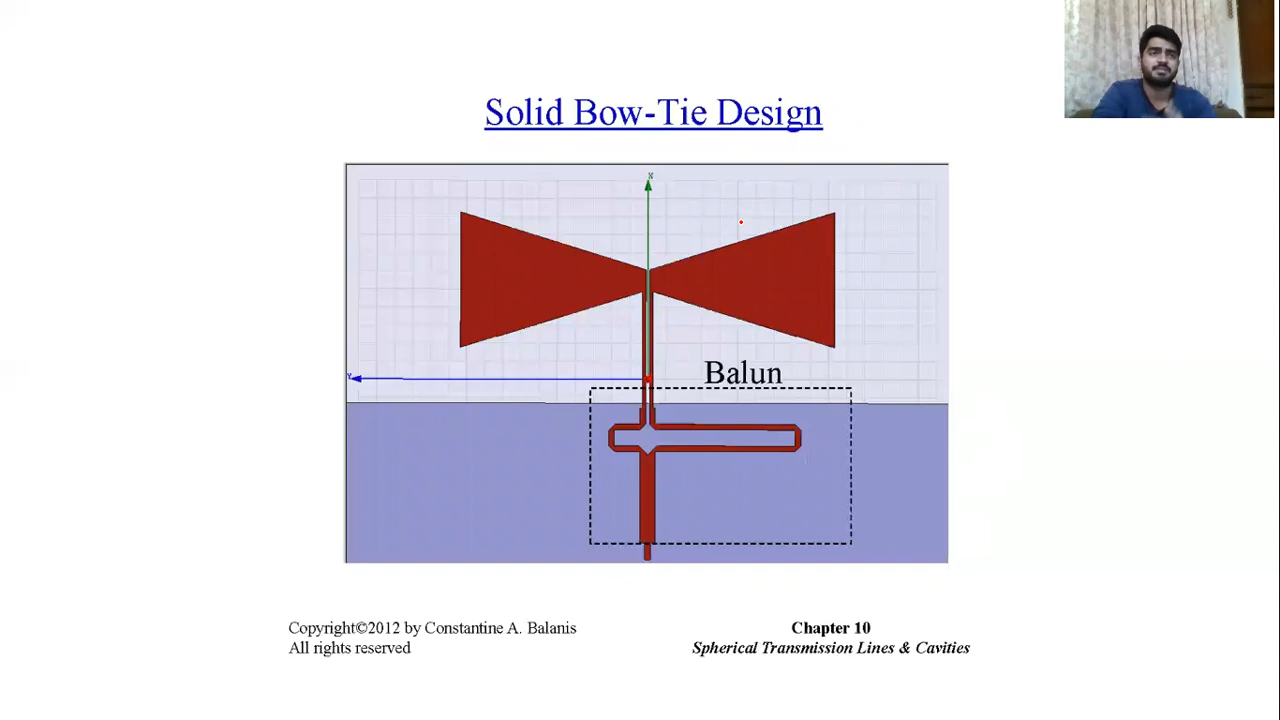 Solid Bow-Tie Design
X
Balun
Y
Copyright©2012 by Constantine A. Balanis
All rights reserved
Chapter 10
Spherical Transmission Lines & Cavities